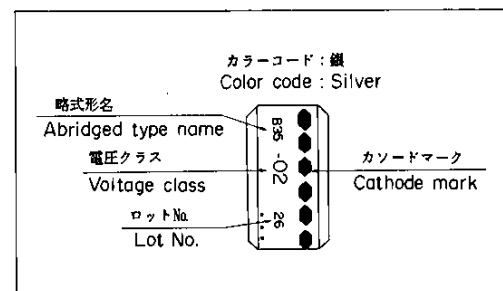 カラーコード：銀
Color code : Silver
略式形名
Abridged type name
B35
電圧クラス
Voltage class
-02
カソードマーク
Cathode mark
ロットNo.
Lot No.
26